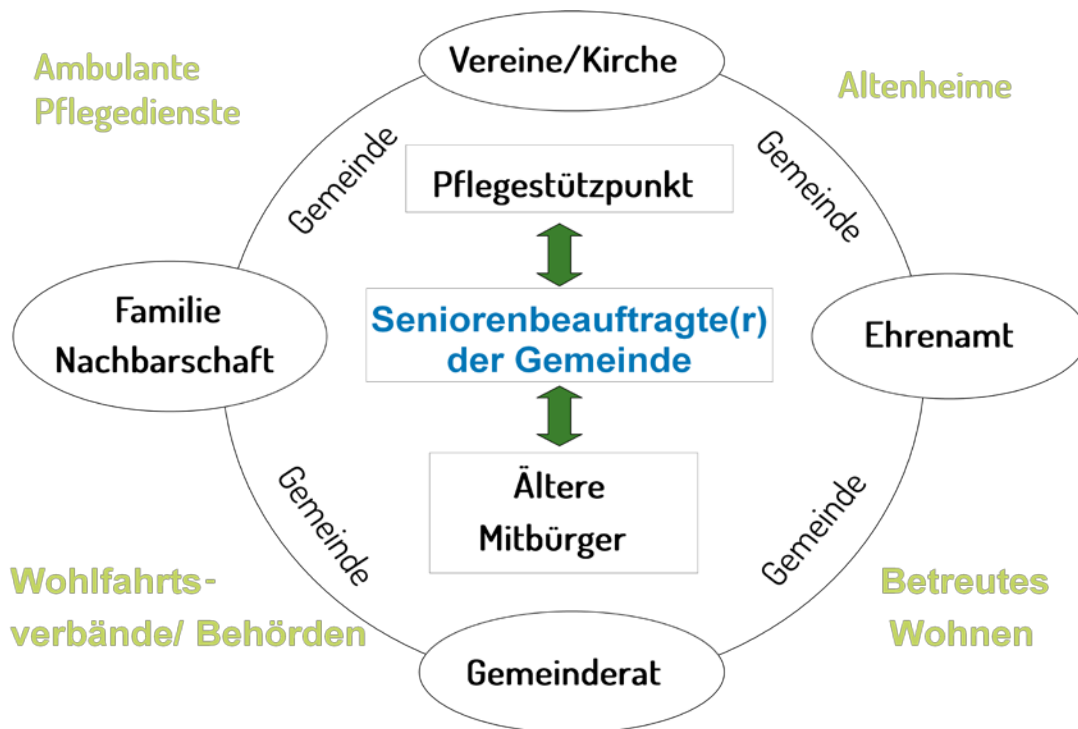 Vereine/Kirche
Ambulante
Pflegedienste
Altenheime
Gemeinde
Gemeinde
Pflegestützpunkt
Familie
Nachbarschaft
Seniorenbeauftragte(r)
der Gemeinde
Ehrenamt
Ältere
Mitbürger
Gemeinde
Gemeinde
Wohlfahrts-
verbände/ Behörden
Betreutes
Wohnen
Gemeinderat